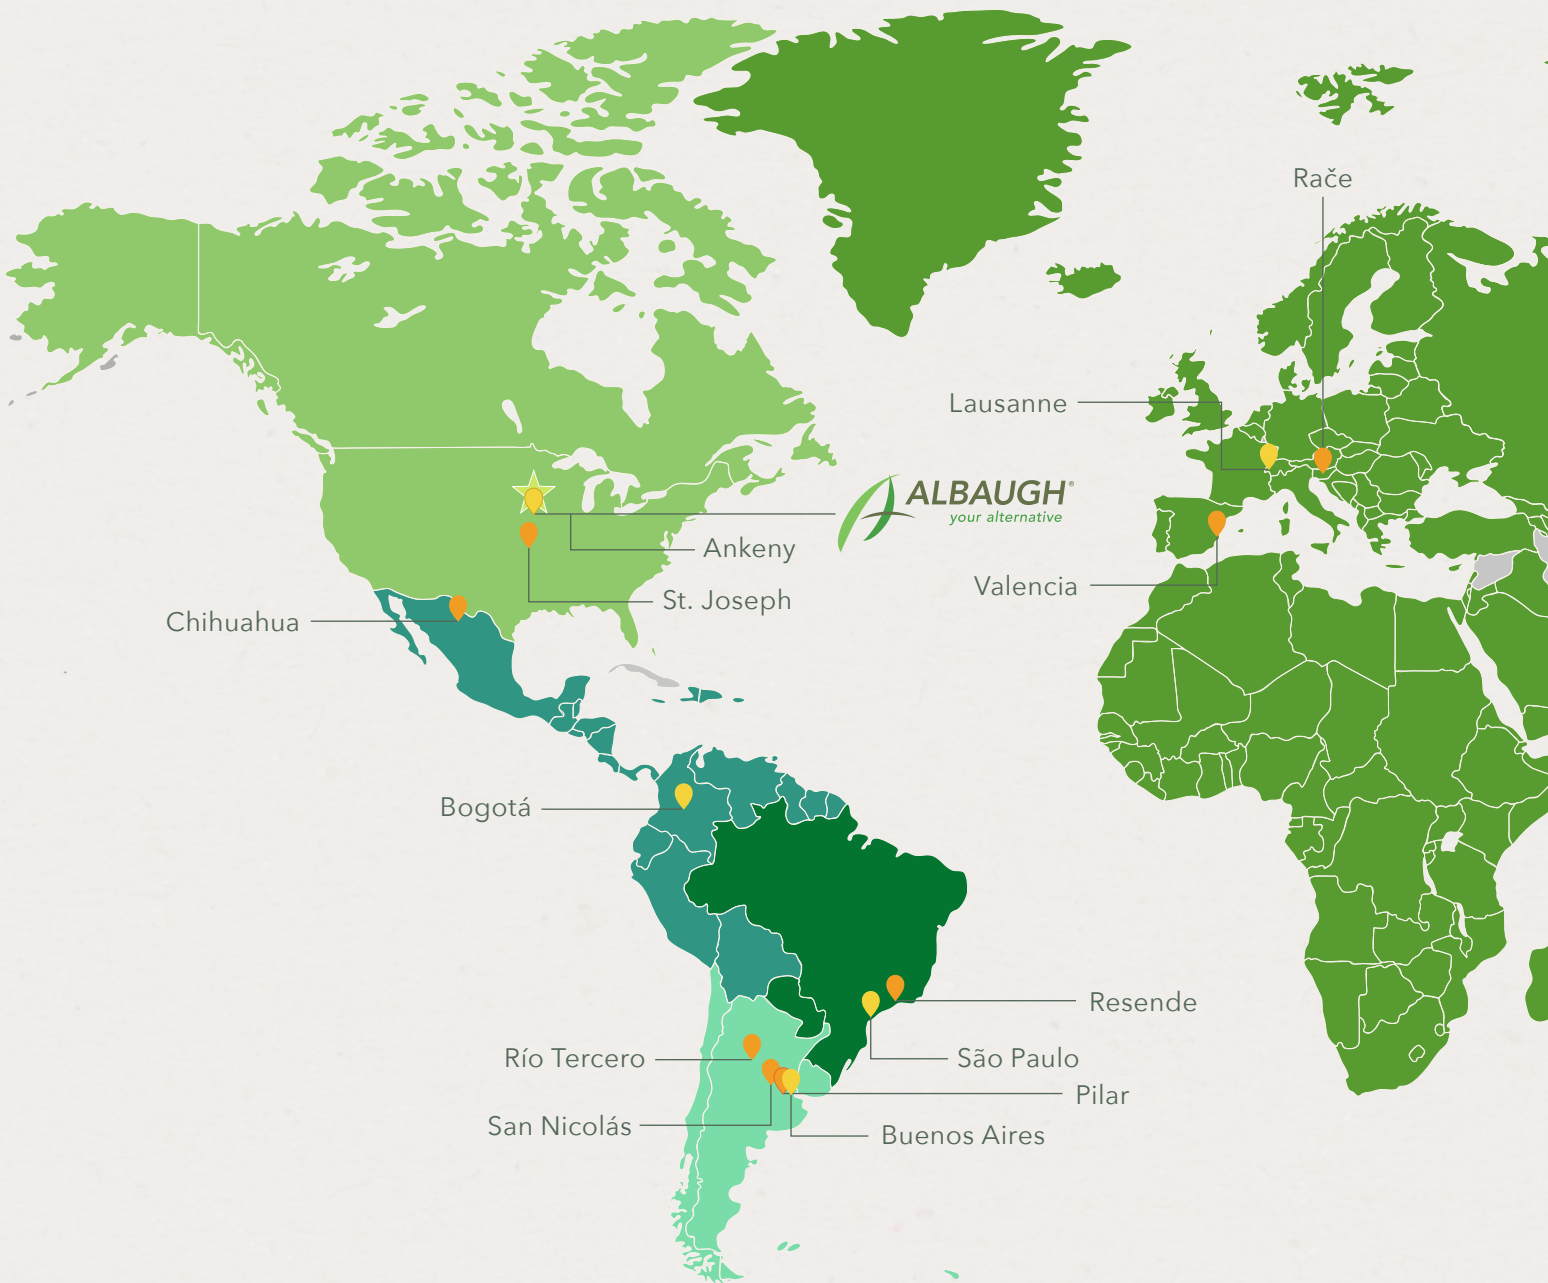 Rače
Lausanne
ALBAUGH®
your alternative
Ankeny
Valencia
St. Joseph
Chihuahua
Bogotá
Resende
Río Tercero
São Paulo
Pilar
San Nicolás
Buenos Aires